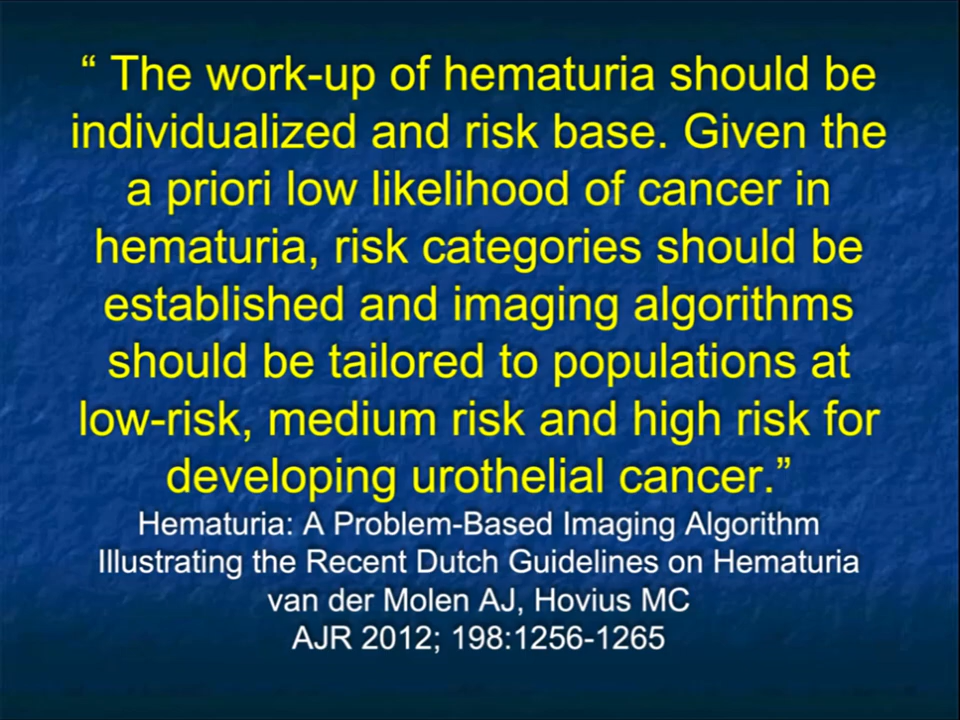 “ The work-up of hematuria should be
individualized and risk base. Given the
a priori low likelihood of cancer in
hematuria, risk categories should be
established and imaging algorithms
should be tailored to populations at
low-risk, medium risk and high risk for
developing urothelial cancer.”
Hematuria: A Problem-Based Imaging Algorithm
Illustrating the Recent Dutch Guidelines on Hematuria
van der Molen AJ, Hovius MC
AJR 2012; 198:1256-1265